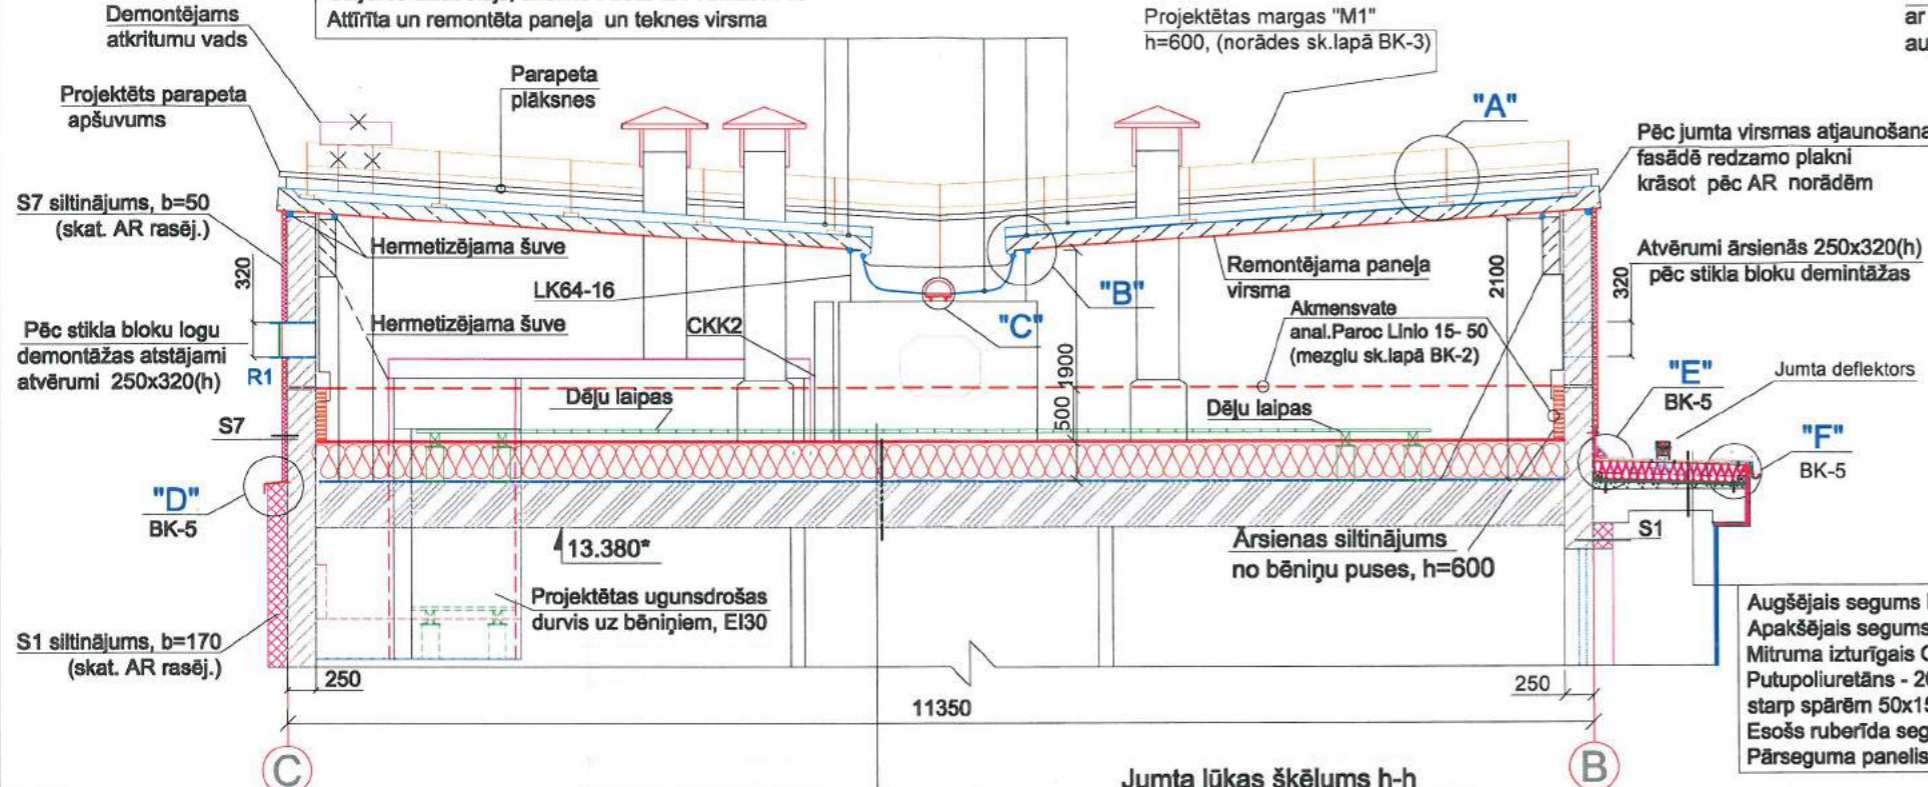 Demontējams
atkritumu vads
Attīrīta un remontēta paneļa un teknes virsma
Projektētas margas "M1"
h=600, (norādes sk.lapā BK-3)
ar
au
Projektēts parapeta
apšuvums
Parapeta
plāksnes
"A"
Pēc jumta virsmas atjaunošana
fasādē redzamo plakni
krāsot pēc AR norādēm
S7 siltinājums, b=50
(skat. AR rasēj.)
Hermetizējama šuve
LK64-16
Hermetizējama šuve
CKK2
"C"
"B"
Remontējama paneļa
virsma
Akmensvate
anal.Paroc Linio 15- 50
(mezglu sk.lapā BK-2)
2100
Atvērumi ārsienās 250x320(h)
pēc stikla bloku demintāžas
320
320
Pēc stikla bloku logu
demontāžas atstājami
atvērumi 250x320(h)
R1
1900
500
Dēļu laipas
Dēļu laipas
"E"
BK-5
Jumta deflektors
"F"
BK-5
S7
"D"
BK-5
13.380*
Ārsienas siltinājums
no bēniņu puses, h=600
S1
Projektētas ugunsdrošas
durvis uz bēniņiem, EI30
S1 siltinājums, b=170
(skat. AR rasēj.)
Augšējais segums
Apakšējais segums
Mitruma izturīgais
Putupoliuretāns - 20
starp spārēm 50x15
Esošs ruberīda seg
Pārseguma panelis
250
250
11350
C
B
Jumta lūkas šķēlums h-h